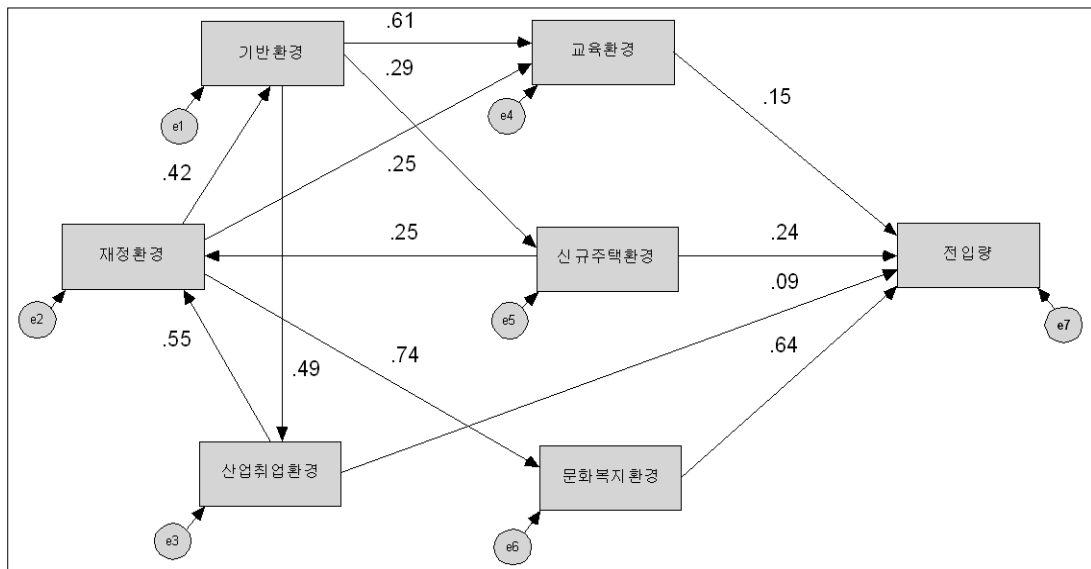 .61
기반환경
교육환경
.29
.15
e1
e4
.42
.25
재정환경
.25
신규주택환경
.24
전입량
.09
e2
e5
e7
.55
.74
.49
.64
산업취업환경
문화복지환경
e3
e6